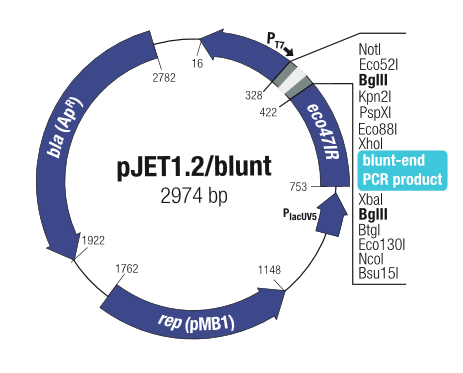 PT7
16
2782
328
422
NotI
Eco52I
BglII
Kpn2I
PspXI
Eco88I
XhoI
blunt-end
PCR product
XbaI
BglII
BtgI
Eco130I
NcoI
Bsu15I
bla (ApR)
eco47IR
pJET1.2/blunt
2974 bp
753
PlacUV5
1922
1762
1148
rep (pMB1)